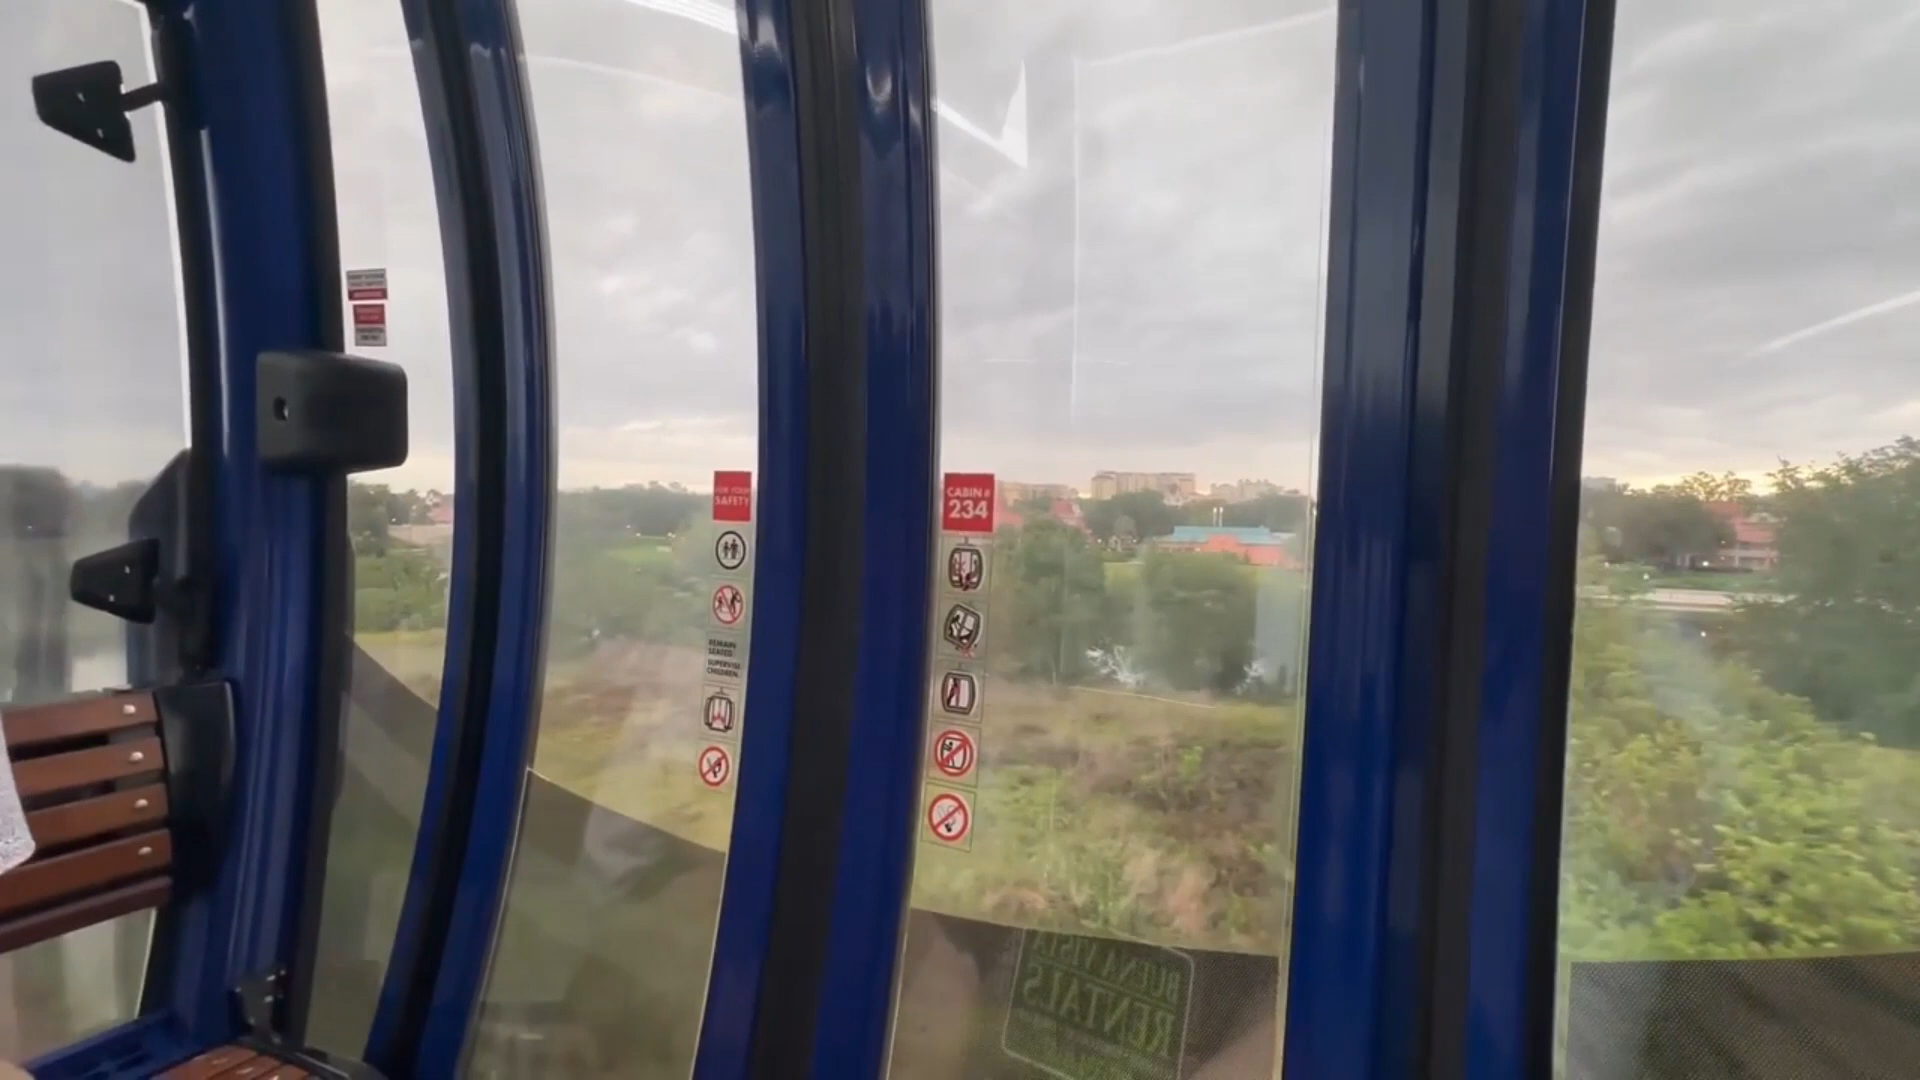 FOR YOUR
SAFETY
REMAIN
SEATED
SUPERVISE
CHILDREN.
CABIN #
234
BUENA VISTA
RENTALS